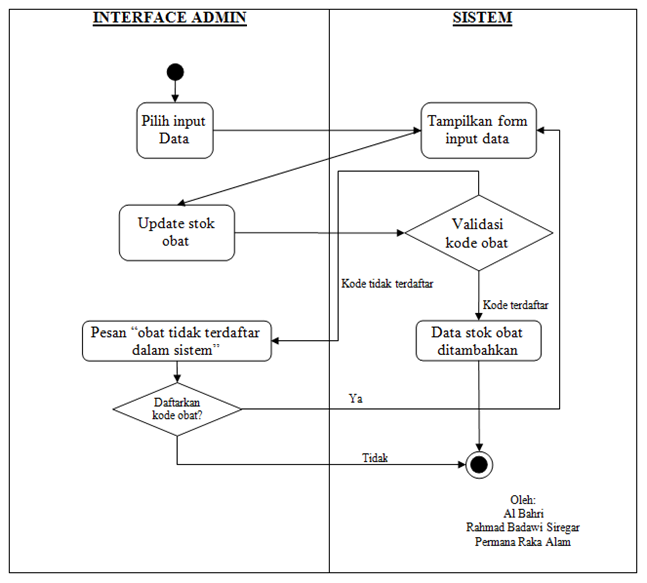 INTERFACE ADMIN
SISTEM
Pilih input
Data
Tampilkan form
input data
Update stok
obat
Validasi
kode obat
Kode tidak terdaftar
Kode terdaftar
Pesan “obat tidak terdaftar
dalam sistem”
Data stok obat
ditambahkan
Daftarkan
kode obat?
Ya
Tidak
Oleh:
Al Bahri
Rahmad Badawi Siregar
Permana Raka Alam